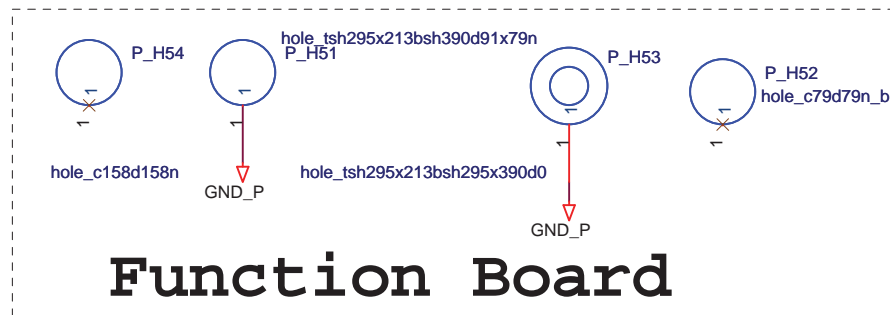 hole_tsh295x213bsh390d91x79n
P_H54
P_H51
P_H53
P_H52
hole_c79d79n_b
1
1
1
1
1
1
1
1
hole_c158d158n
hole_tsh295x213bsh295x390d0
GND_P
GND_P
Function Board